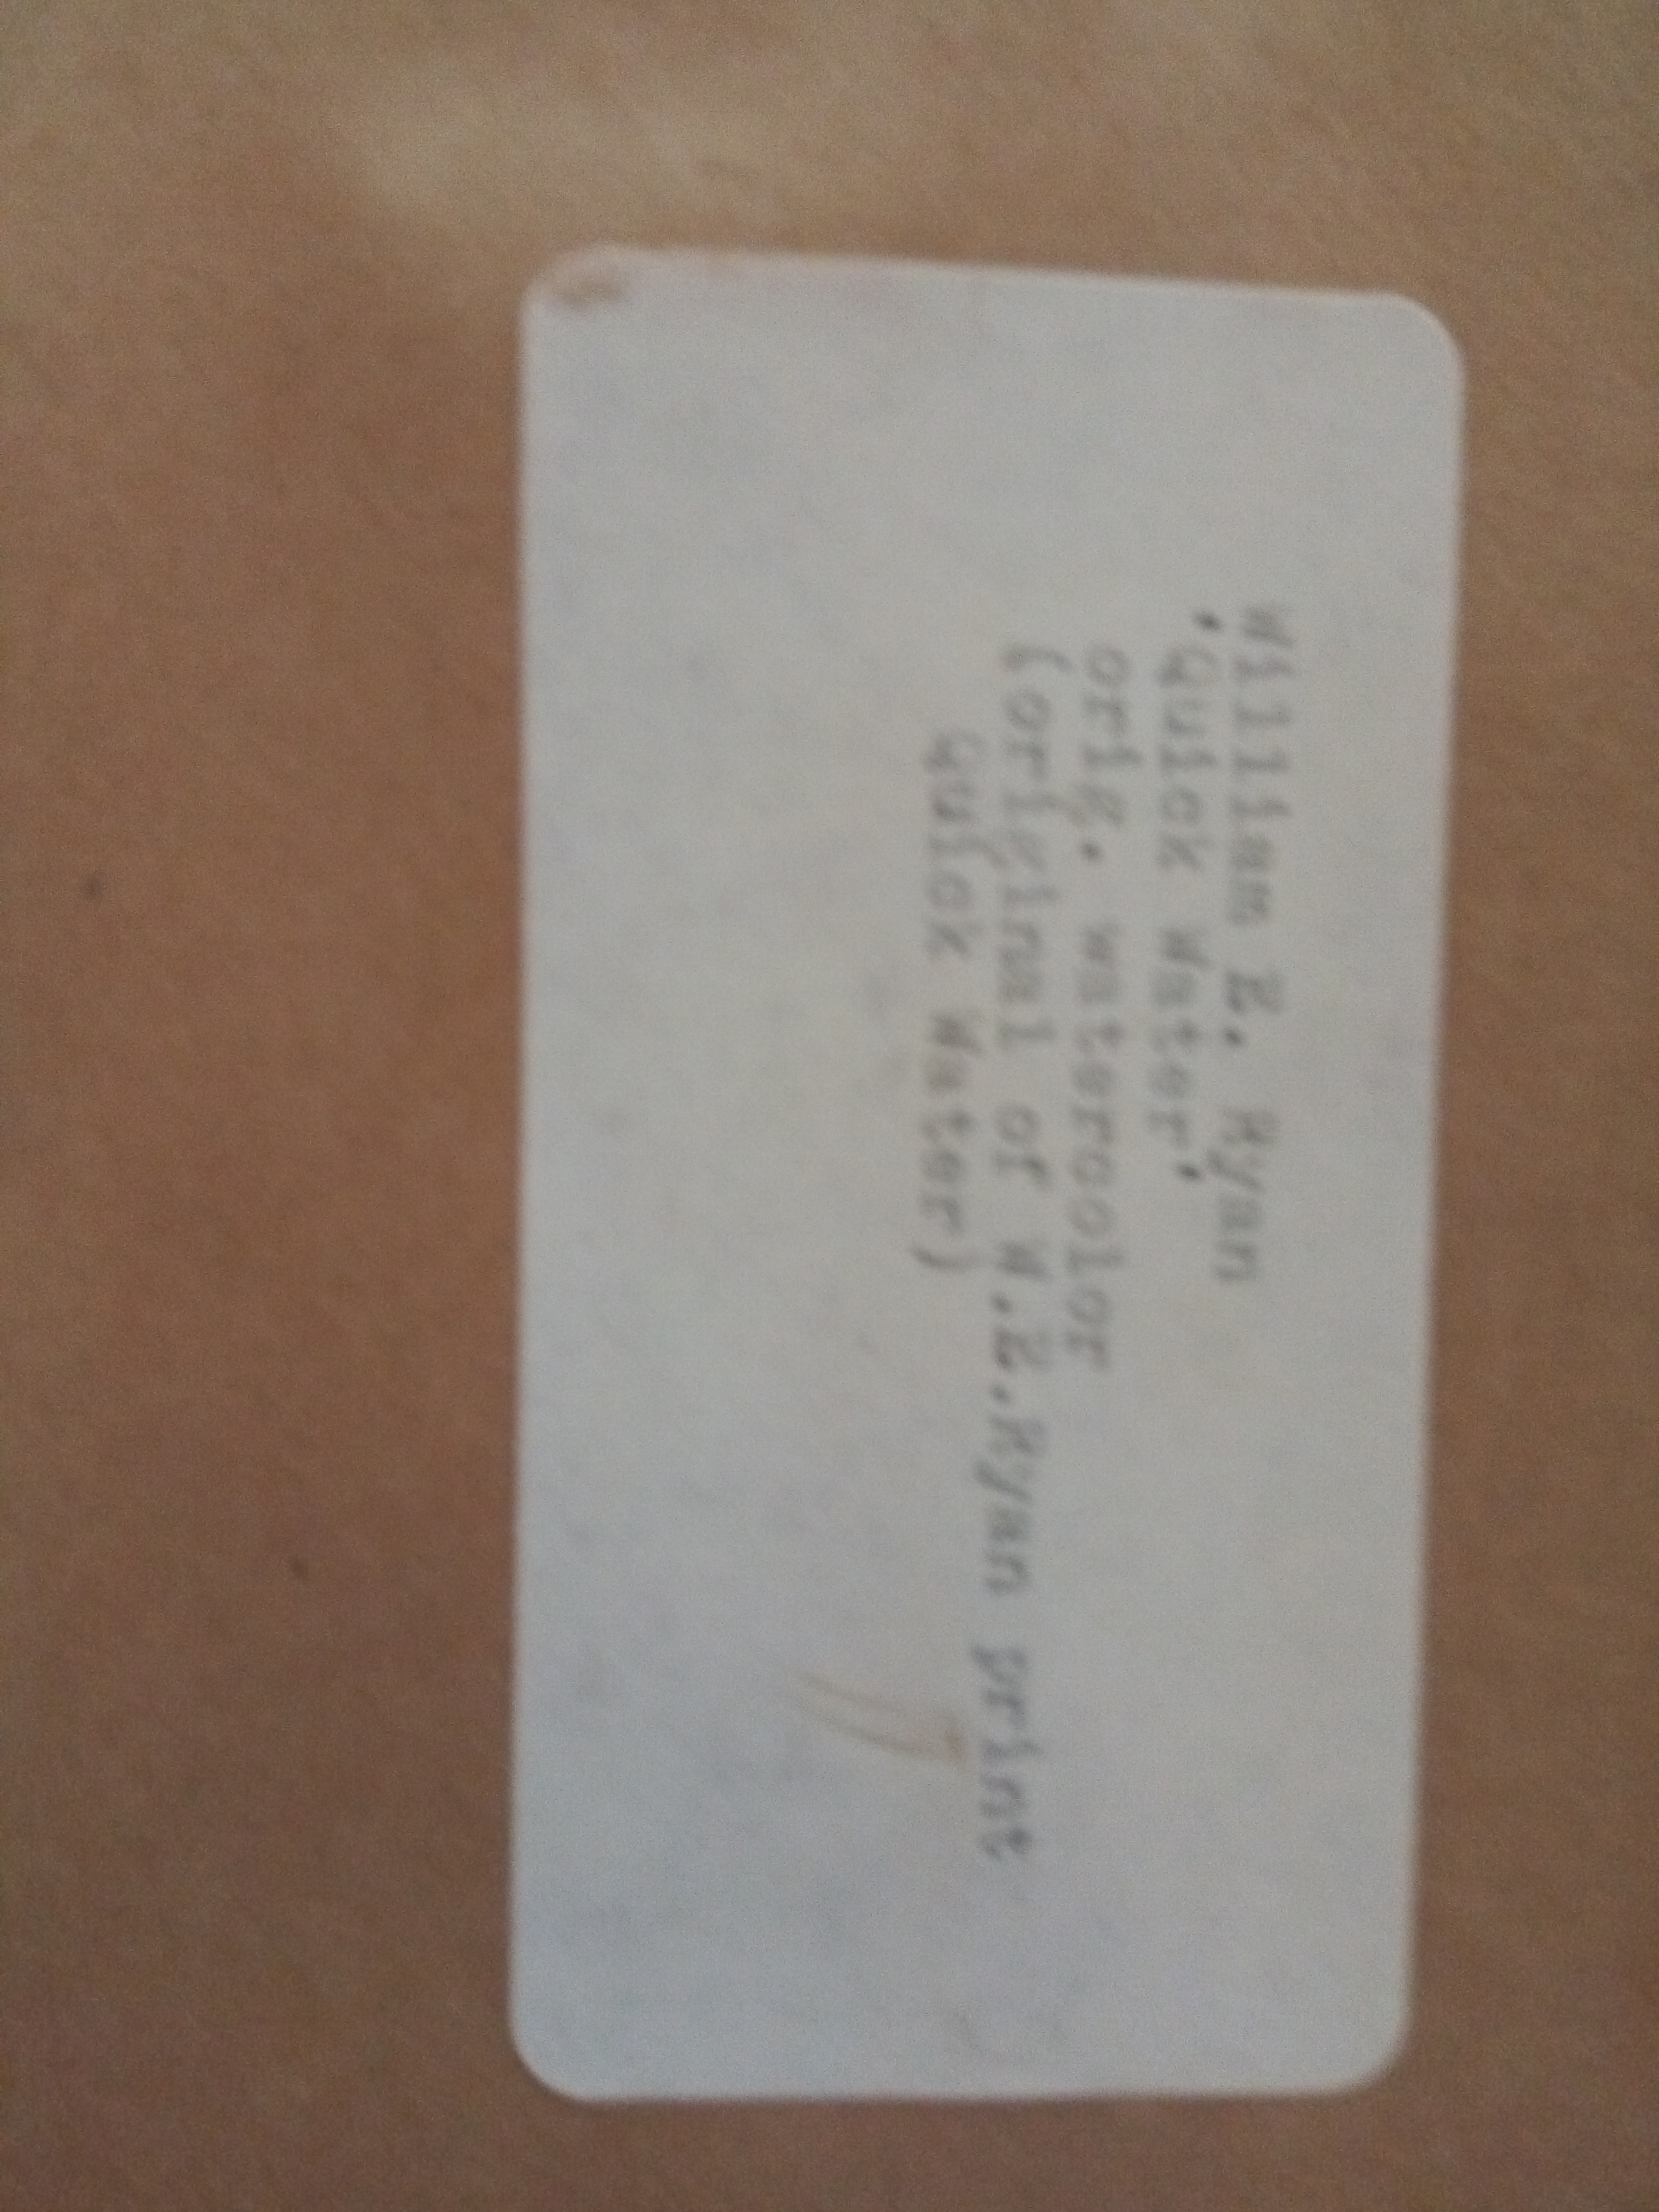 William E. Ryan
'Quick Water'
orig. watercolor
(original of W.E.Ryan print
Quick Water)